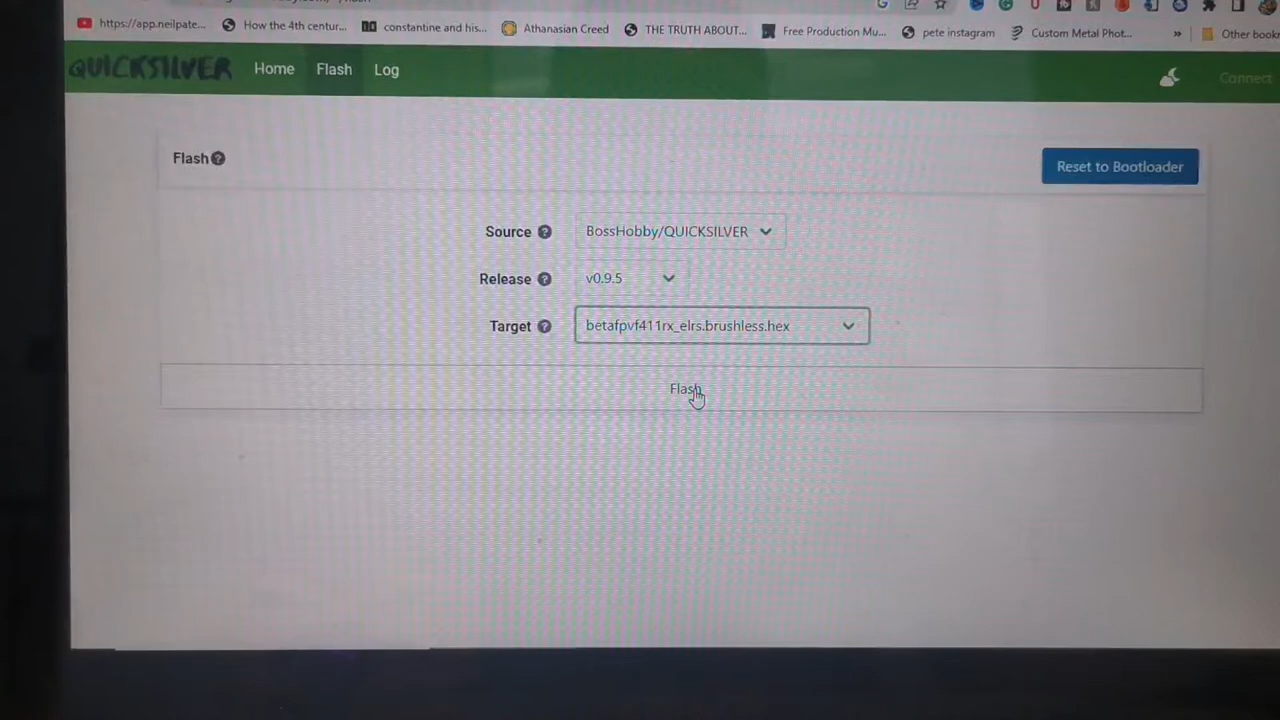 https://app.neilpate... How the 4th centur... constantine and his... Athanasian Creed THE TRUTH ABOUT... Free Production Mu... pete instagram Custom Metal Phot... » Other book
QUICKSILVER Home Flash Log Connect
Flash Reset to Bootloader
Source BossHobby/QUICKSILVER
Release v0.9.5
Target betafpvf411rx_elrs.brushless.hex
Flash